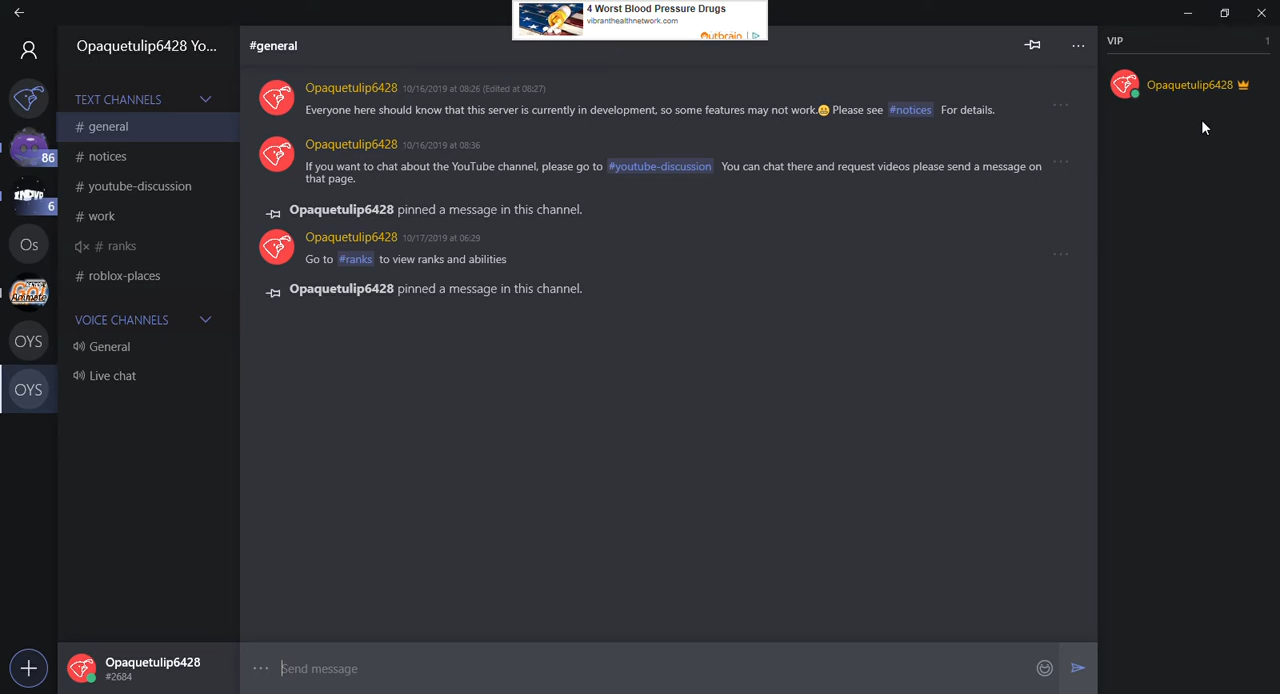 4 Worst Blood Pressure Drugs
vibranthealthnetwork.com
Outbrain
Opaquetulip6428 Yo...
TEXT CHANNELS
# general
# notices
# youtube-discussion
# work
# ranks
# roblox-places
VOICE CHANNELS
General
Live chat
86
6
Os
GO!
Animate
OYS
OYS
Opaquetulip6428
#2684
#general
Opaquetulip6428 10/16/2019 at 08:26 (Edited at 08:27)
Everyone here should know that this server is currently in development, so some features may not work.😀 Please see #notices For details.
Opaquetulip6428 10/16/2019 at 08:36
If you want to chat about the YouTube channel, please go to #youtube-discussion You can chat there and request videos please send a message on
that page.
Opaquetulip6428 pinned a message in this channel.
Opaquetulip6428 10/17/2019 at 06:29
Go to #ranks to view ranks and abilities
Opaquetulip6428 pinned a message in this channel.
Send message
VIP 1
Opaquetulip6428